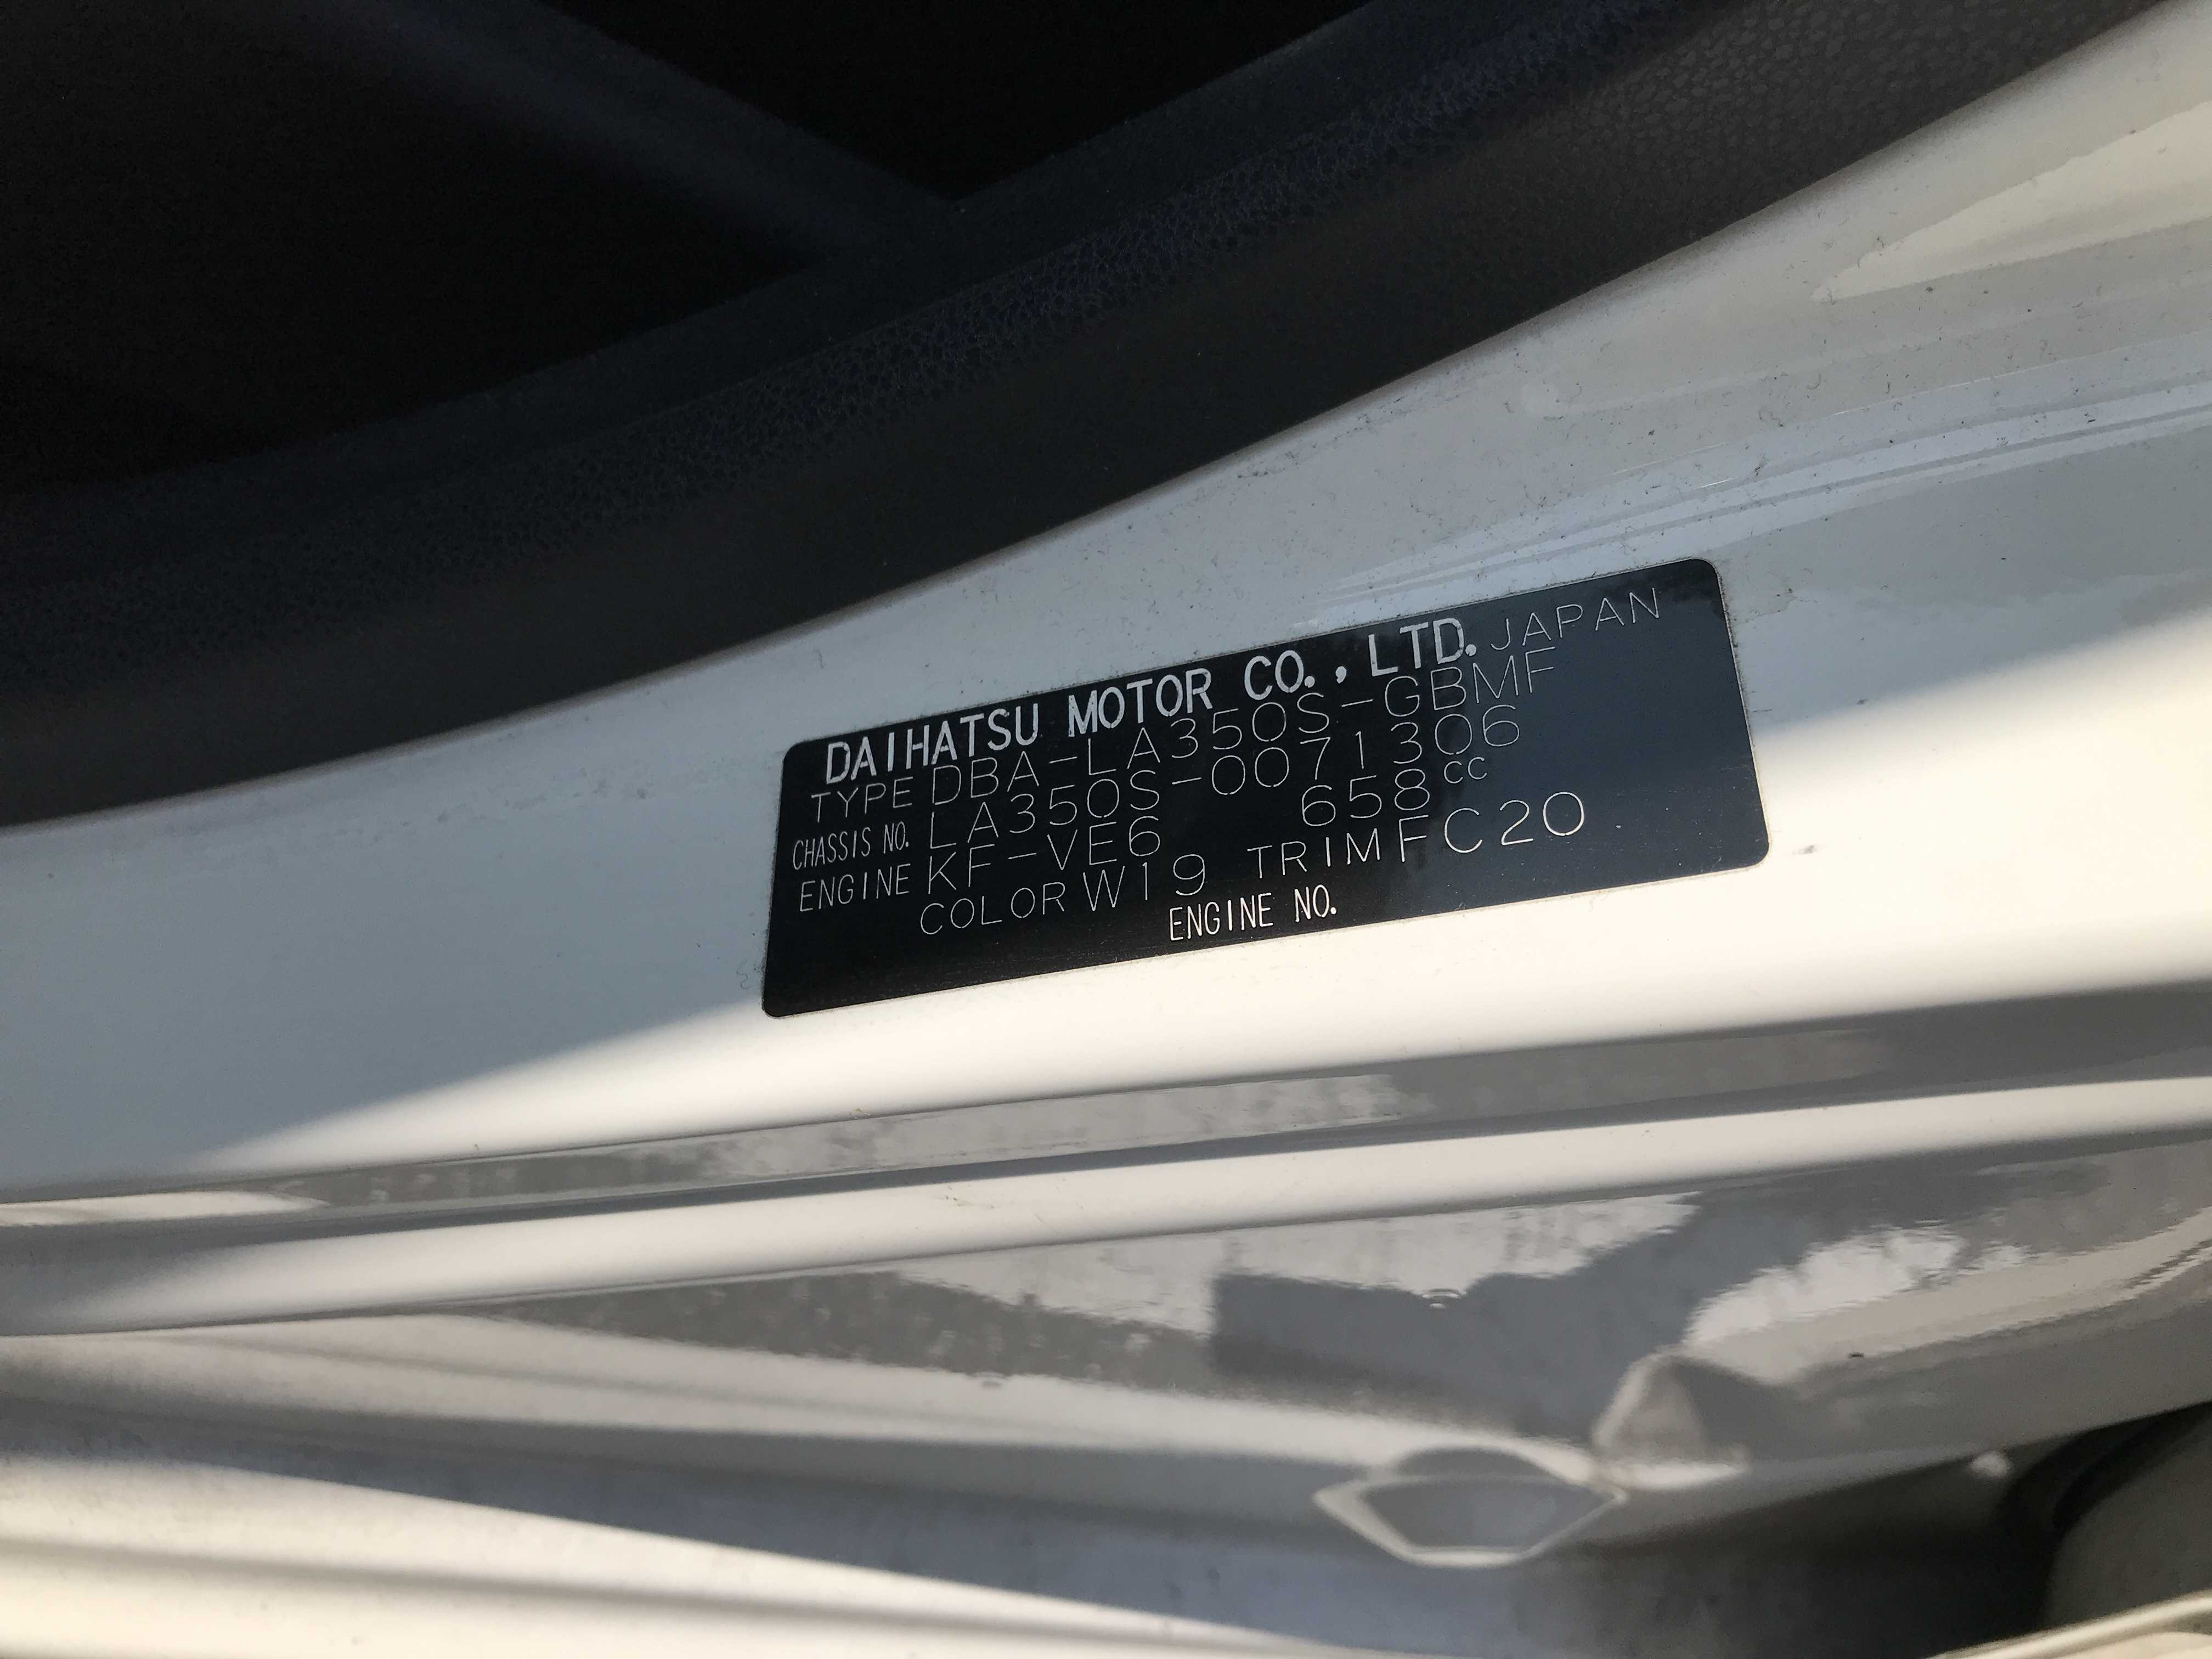 DAIHATSU MOTOR CO., LTD. JAPAN
TYPE DBA-LA350S-GBMF
CHASSIS NO. LA350S-0071306
ENGINE KF-VE6 658cc
COLOR W19 TRIM FC20
ENGINE NO.